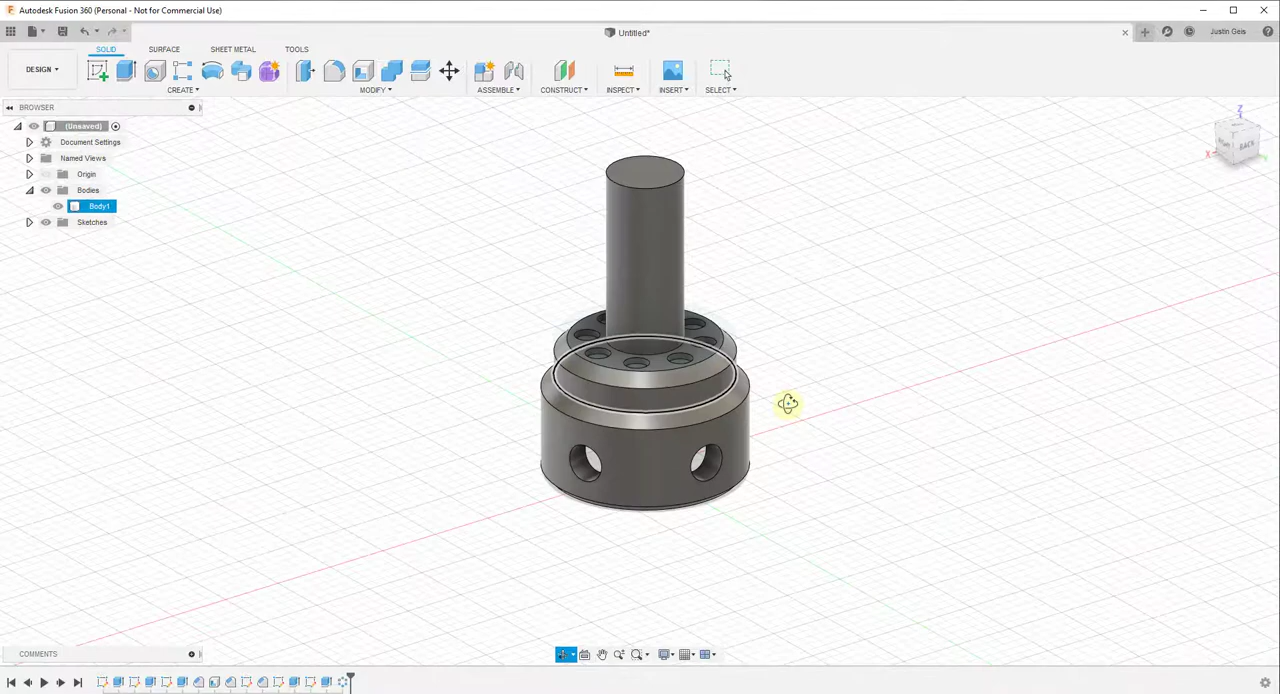 Autodesk Fusion 360 (Personal - Not for Commercial Use)
Untitled*
Justin Geis
SOLID SURFACE SHEET METAL TOOLS
DESIGN
CREATE MODIFY ASSEMBLE CONSTRUCT INSPECT INSERT SELECT
BROWSER
(Unsaved)
Document Settings
Named Views
Origin
Bodies
Body1
Sketches
Z
X
BACK
COMMENTS